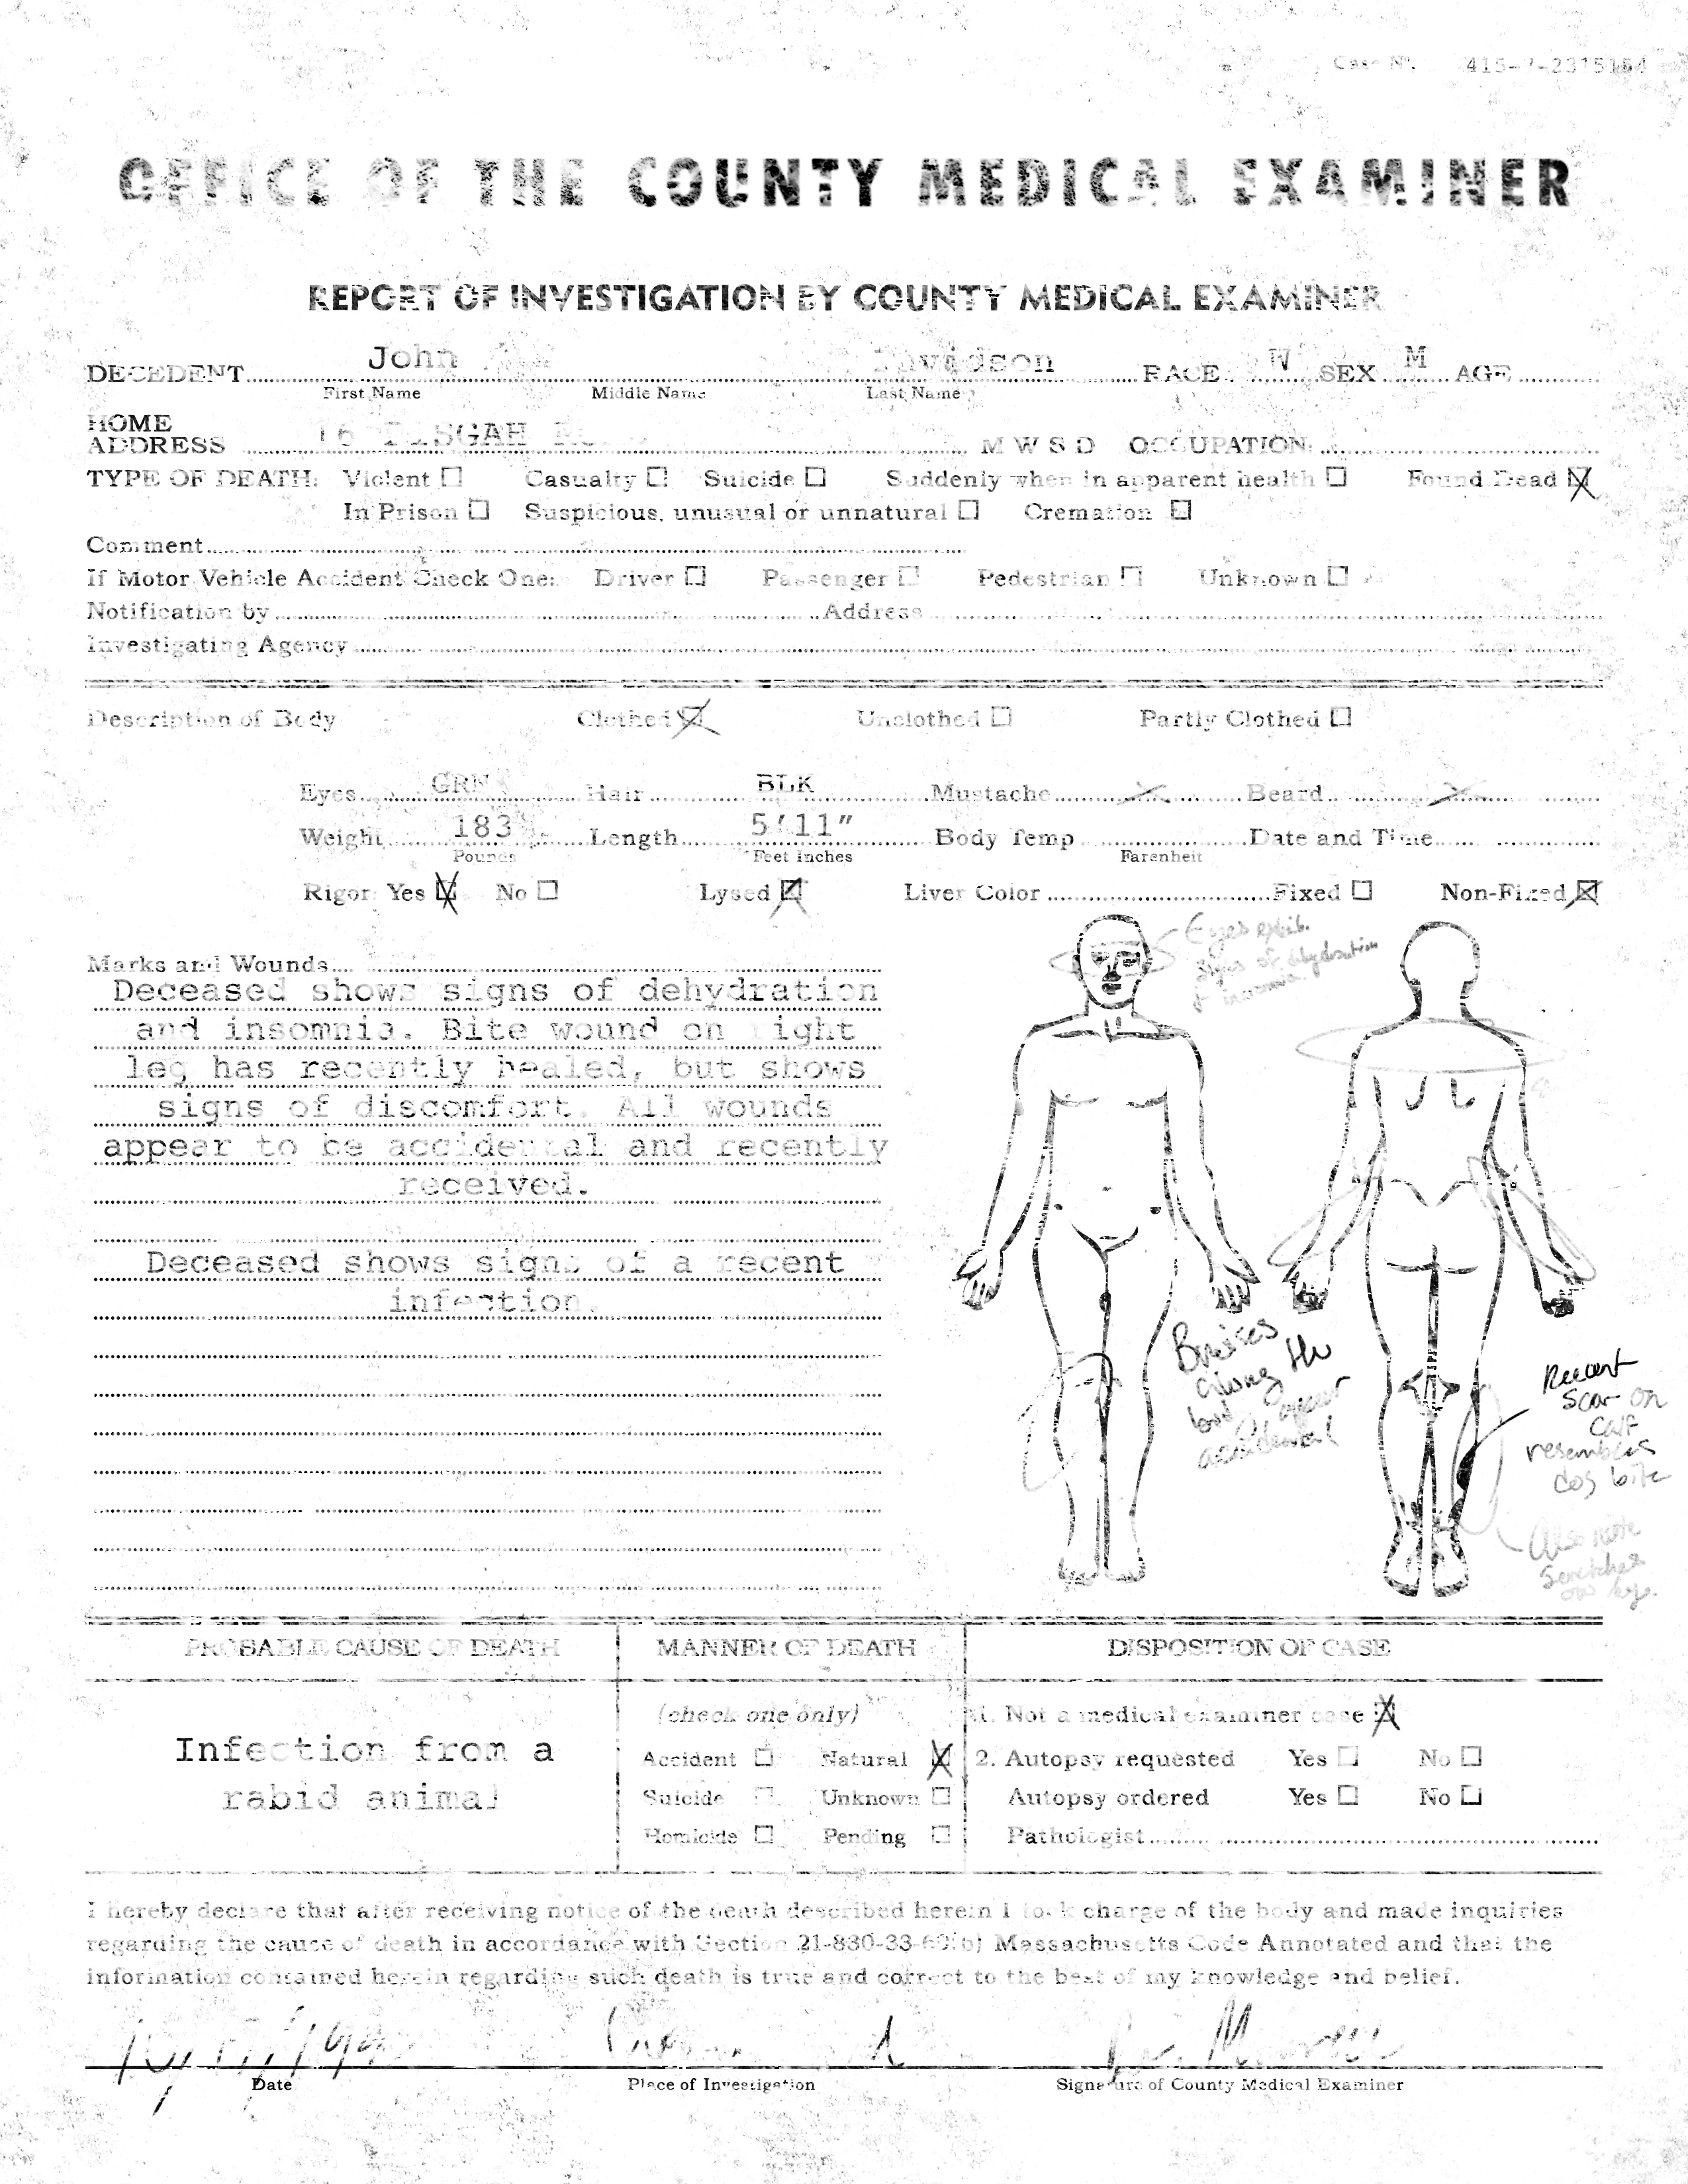 Case No.
OFFICE OF THE COUNTY MEDICAL EXAMINER
REPORT OF INVESTIGATION BY COUNTY MEDICAL EXAMINER
DECEDENT John Davidson RACE W SEX M AGE
First Name Middle Name Last Name
HOME
ADDRESS M W S D OCCUPATION:
TYPE OF DEATH: Violent Casualty Suicide Suddenly when in apparent health Found Dead
In Prison Suspicious, unusual or unnatural Cremation
Comment
If Motor Vehicle Accident Check One: Driver Passenger Pedestrian Unknown
Notification by Address
Investigating Agency
Description of Body Clothed Unclothed Partly Clothed
Eyes GRN Hair BLK Mustache Beard
Weight 183 Length 5'11" Body Temp Date and Time
Pounds Feet Inches Farenheit
Rigor: Yes No Lysed Liver Color Fixed Non-Fixed
Eyes exhib.
signs of dehydration
& insomnia.
Marks and Wounds
Deceased shows signs of dehydration
and insomnia. Bite wound on right
leg has recently healed, but shows
signs of discomfort. All wounds
appear to be accidental and recently
received.
Deceased shows signs of a recent
infection.
Bruises
along the
appear
accidental
Recent
scar on
calf
resembles
dog bite
Also note
scratches
on leg.
PROBABLE CAUSE OF DEATH
MANNER OF DEATH
DISPOSITION OF CASE
Infection from a
rabid animal
(check one only)
Accident Natural
Suicide Unknown
Homicide Pending
1. Not a medical examiner case
2. Autopsy requested Yes No
Autopsy ordered Yes No
Pathologist
I hereby declare that after receiving notice of the death described herein I took charge of the body and made inquiries
regarding the cause of death in accordance with Section 21-830-33-60(b) Massachusetts Code Annotated and that the
information contained herein regarding such death is true and correct to the best of my knowledge and belief.
Date Place of Investigation Signature of County Medical Examiner